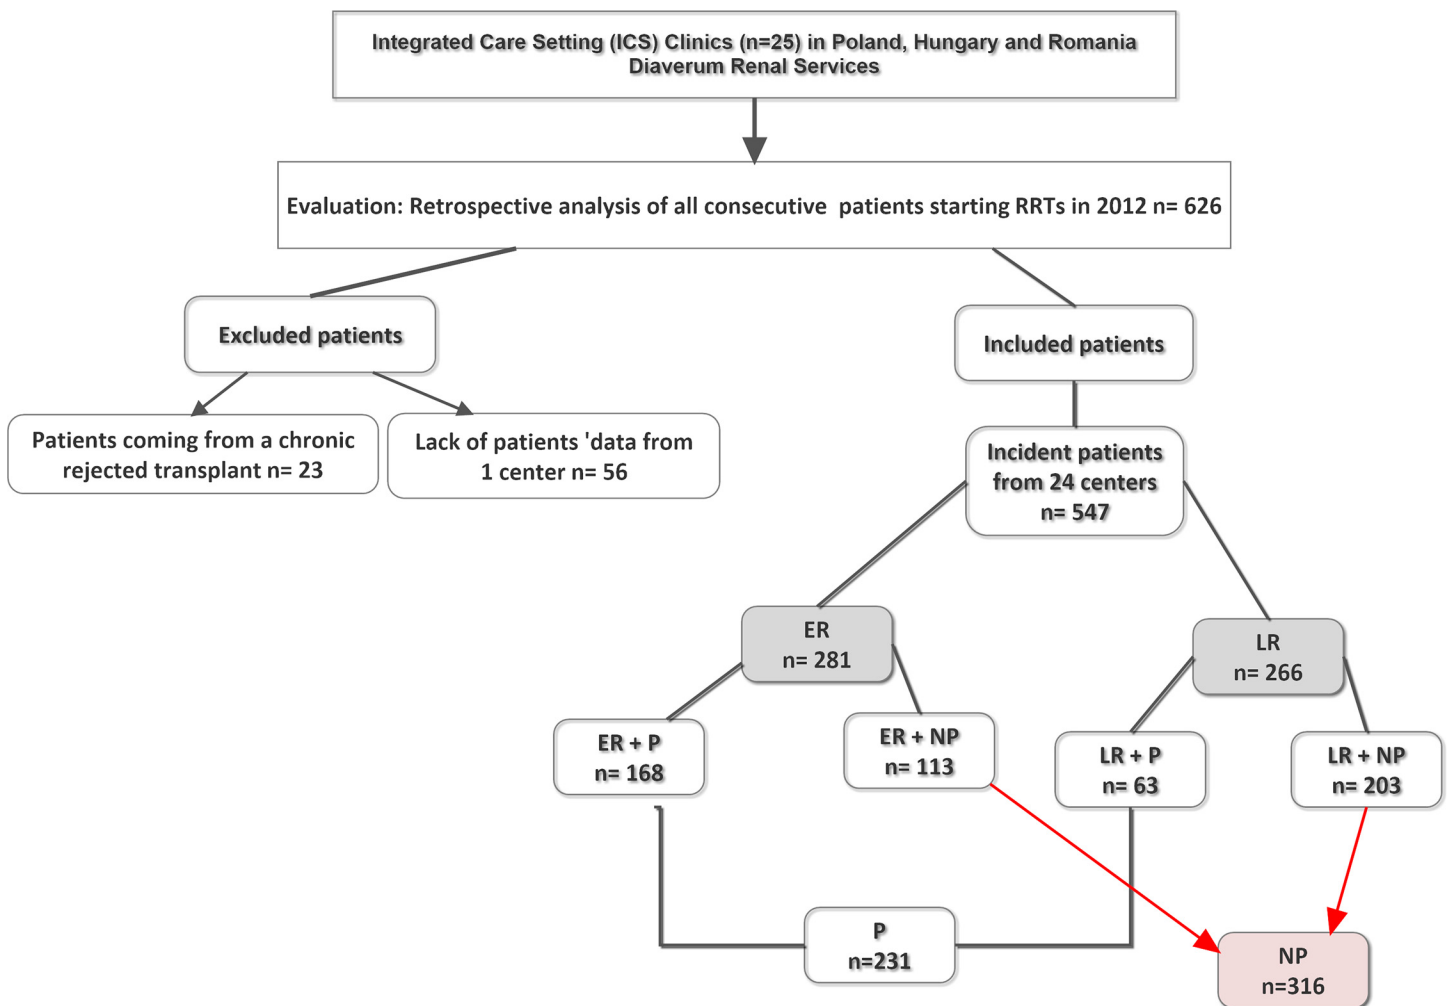 Integrated Care Setting (ICS) Clinics (n=25) in Poland, Hungary and Romania
Diaverum Renal Services
Evaluation: Retrospective analysis of all consecutive patients starting RRTs in 2012 n= 626
Excluded patients
Included patients
Patients coming from a chronic
rejected transplant n= 23
Lack of patients 'data from
1 center n= 56
Incident patients
from 24 centers
n= 547
ER
n= 281
LR
n= 266
ER + P
n= 168
ER + NP
n= 113
LR + P
n= 63
LR + NP
n= 203
P
n=231
NP
n=316